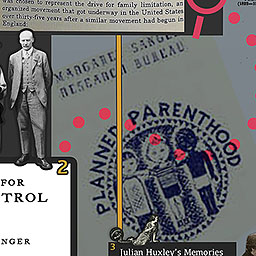 was chosen to represent the drive for family limitation, an
organized movement that got underway in the United States
over thirty-five years after a similar movement had begun in
England.
MARGARET SANGER
RESEARCH BUREAU
PLANNED PARENTHOOD
2
FOR
TROL
NGER
3
Julian Huxley's Memories